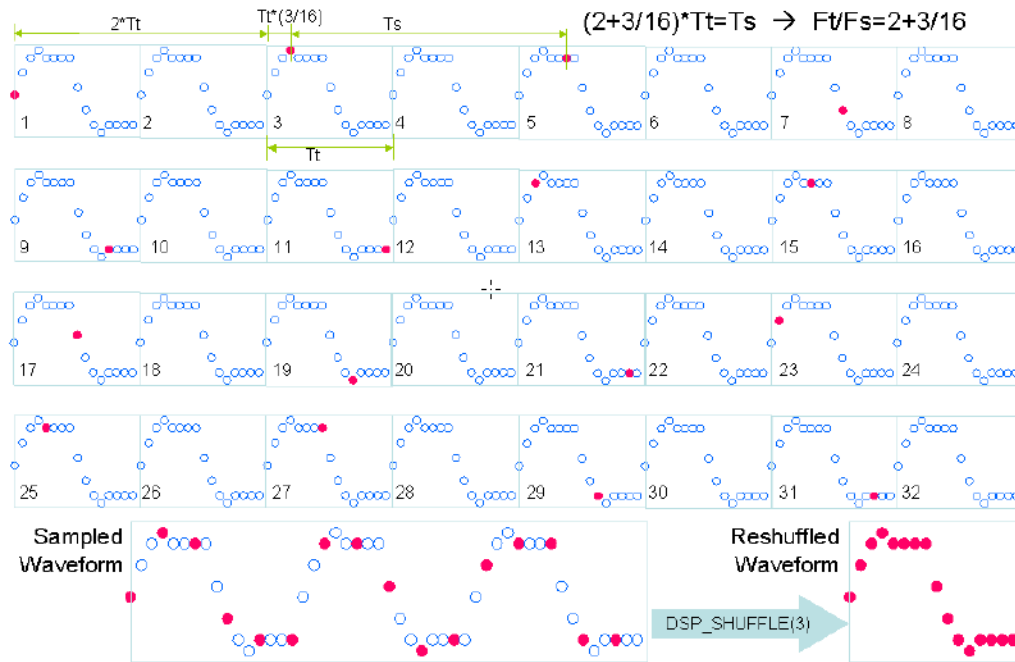 2*Tt Tt*(3/16) Ts (2+3/16)*Tt=Ts → Ft/Fs=2+3/16
1 2 3 4 5 6 7 8
Tt
9 10 11 12 13 14 15 16
17 18 19 20 21 22 23 24
25 26 27 28 29 30 31 32
Sampled
Waveform
Reshuffled
Waveform
DSP_SHUFFLE(3)